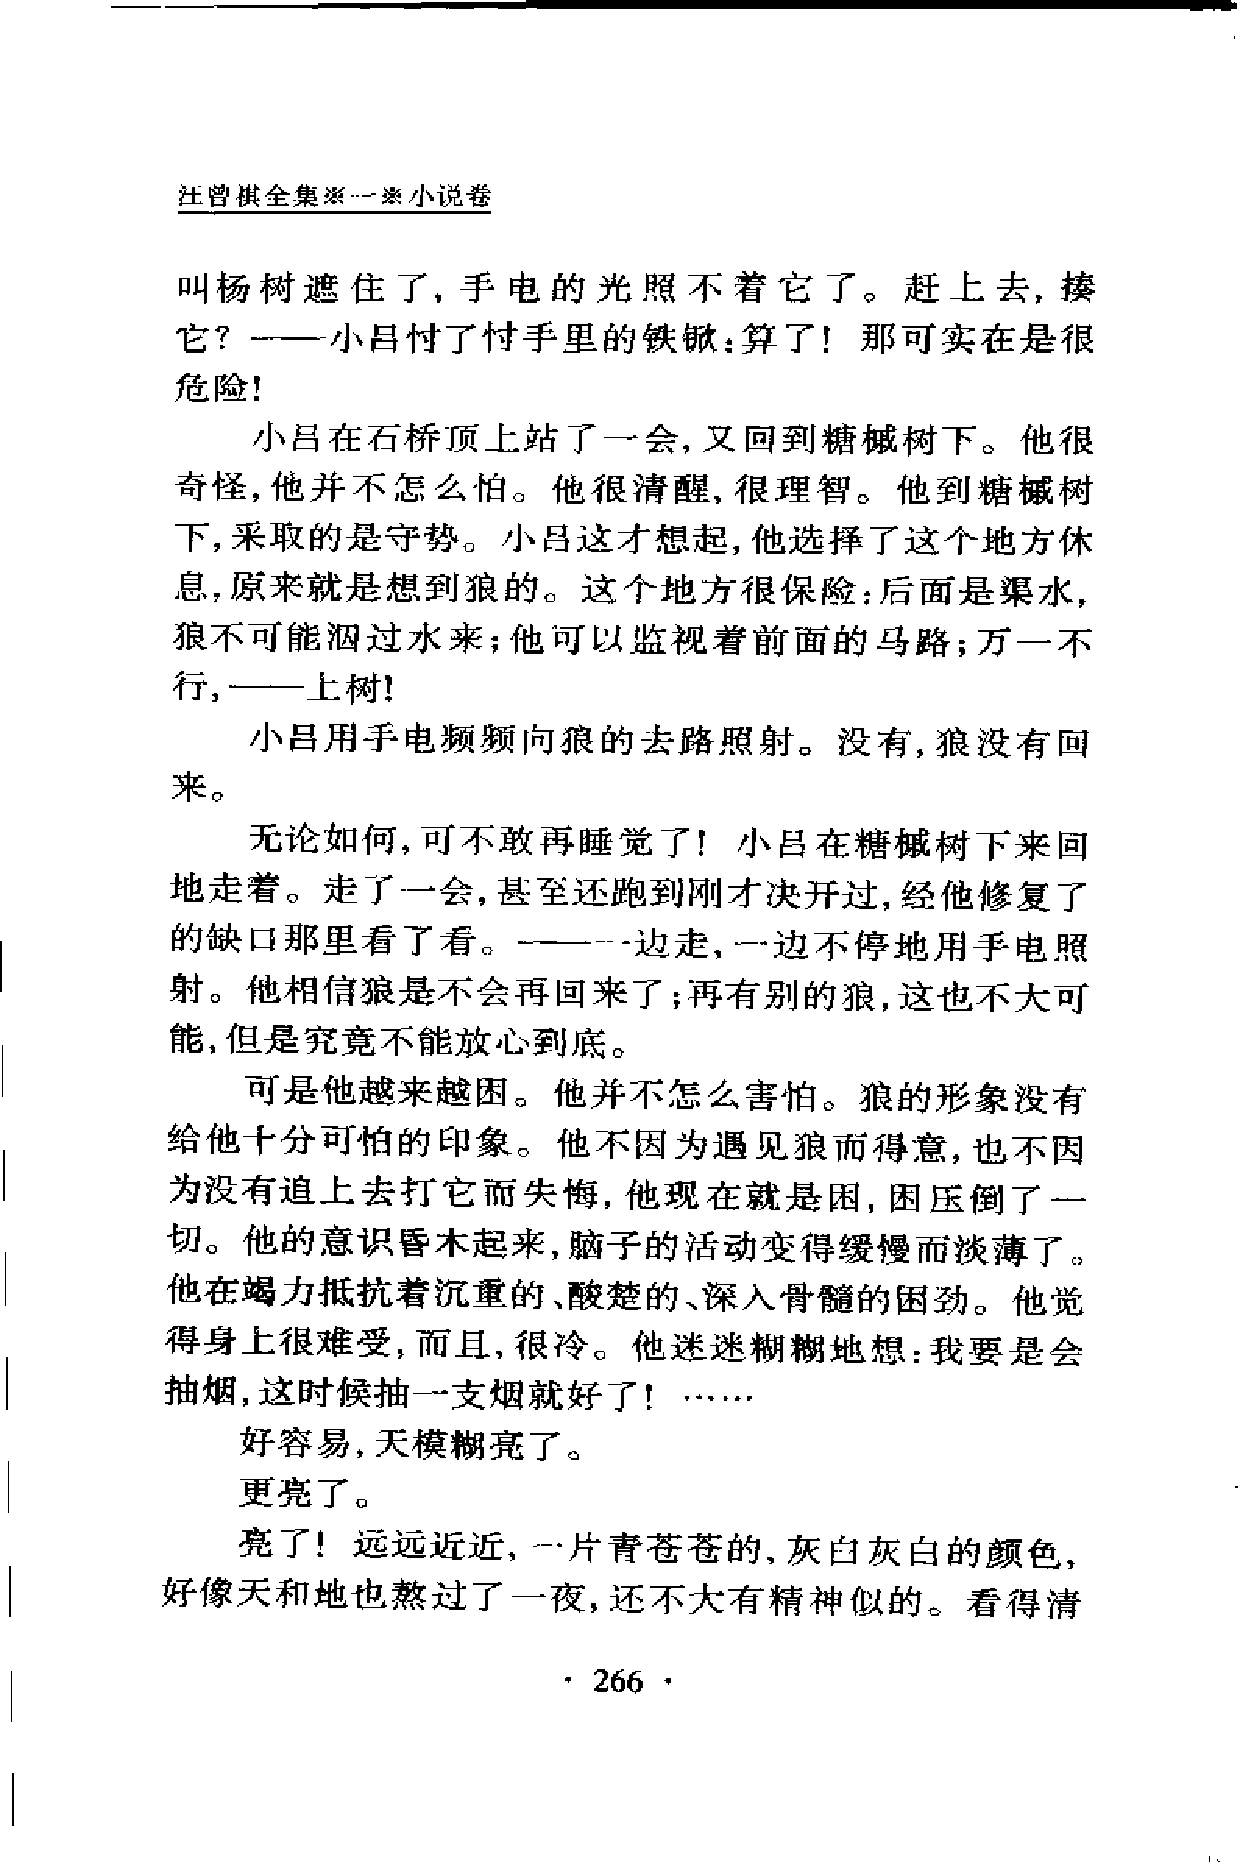 汪曾祺全集※一※小说卷
叫杨树遮住了，手电的光照不着它了。赶上去，揍
它？——小吕忖了忖手里的铁锨：算了！那可实在是很
危险！
小吕在石桥顶上站了一会，又回到糖槭树下。他很
奇怪，他并不怎么怕。他很清醒，很理智。他到糖槭树
下，采取的是守势。小吕这才想起，他选择了这个地方休
息，原来就是想到狼的。这个地方很保险：后面是渠水，
狼不可能泅过水来；他可以监视着前面的马路；万一不
行，——上树！
小吕用手电频频向狼的去路照射。没有，狼没有回
来。
无论如何，可不敢再睡觉了！小吕在糖槭树下来回
地走着。走了一会，甚至还跑到刚才决开过，经他修复了
的缺口那里看了看。——一边走，一边不停地用手电照
射。他相信狼是不会再回来了；再有别的狼，这也不大可
能，但是究竟不能放心到底。
可是他越来越困。他并不怎么害怕。狼的形象没有
给他十分可怕的印象。他不因为遇见狼而得意，也不因
为没有追上去打它而失悔，他现在就是困，困压倒了一
切。他的意识昏木起来，脑子的活动变得缓慢而淡薄了。
他在竭力抵抗着沉重的、酸楚的、深入骨髓的困劲。他觉
得身上很难受，而且，很冷。他迷迷糊糊地想：我要是会
抽烟，这时候抽一支烟就好了！……
好容易，天模糊亮了。
更亮了。
亮了！远远近近，一片青苍苍的，灰白灰白的颜色，
好像天和地也熬过了一夜，还不大有精神似的。看得清
· 266 ·